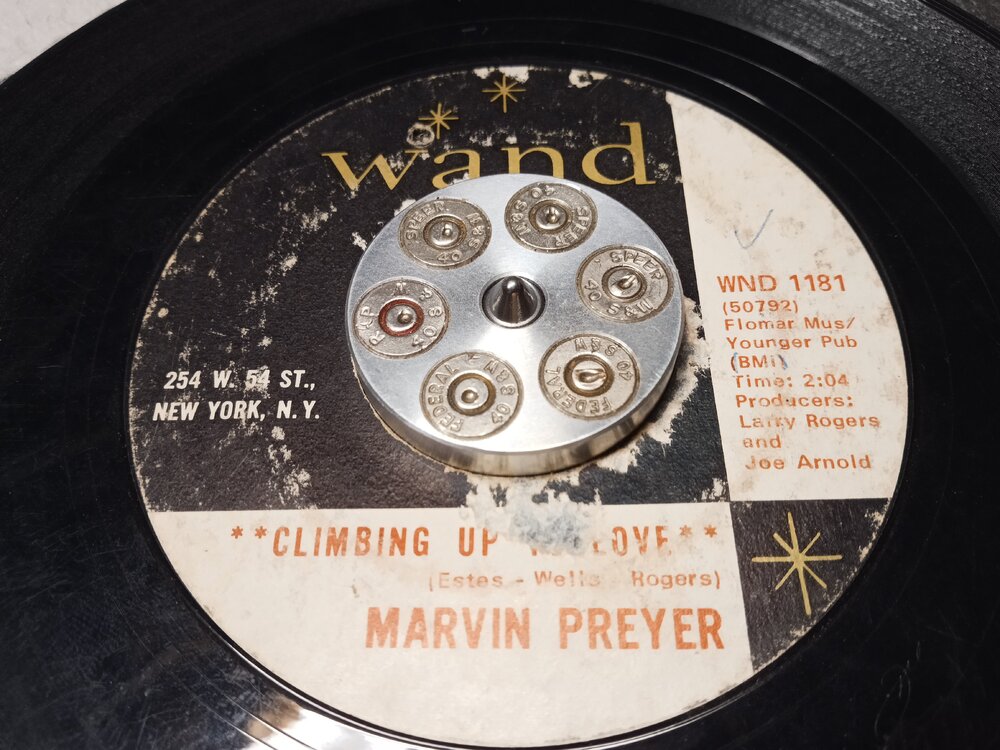 wand
SPEER 40 S&W
SPEER 40 S&W
SPEER 40 S&W
R P 40 S
FEDERAL 40 S&W
FEDERAL 40 S&W
254 W. 54 ST.,
NEW YORK, N.Y.
WND 1181
(50792)
Flomar Mus/
Younger Pub
(BMI)
Time: 2:04
Producers:
Larry Rogers
and
Joe Arnold
**CLIMBING UP LOVE**
(Estes - Wells Rogers)
MARVIN PREYER